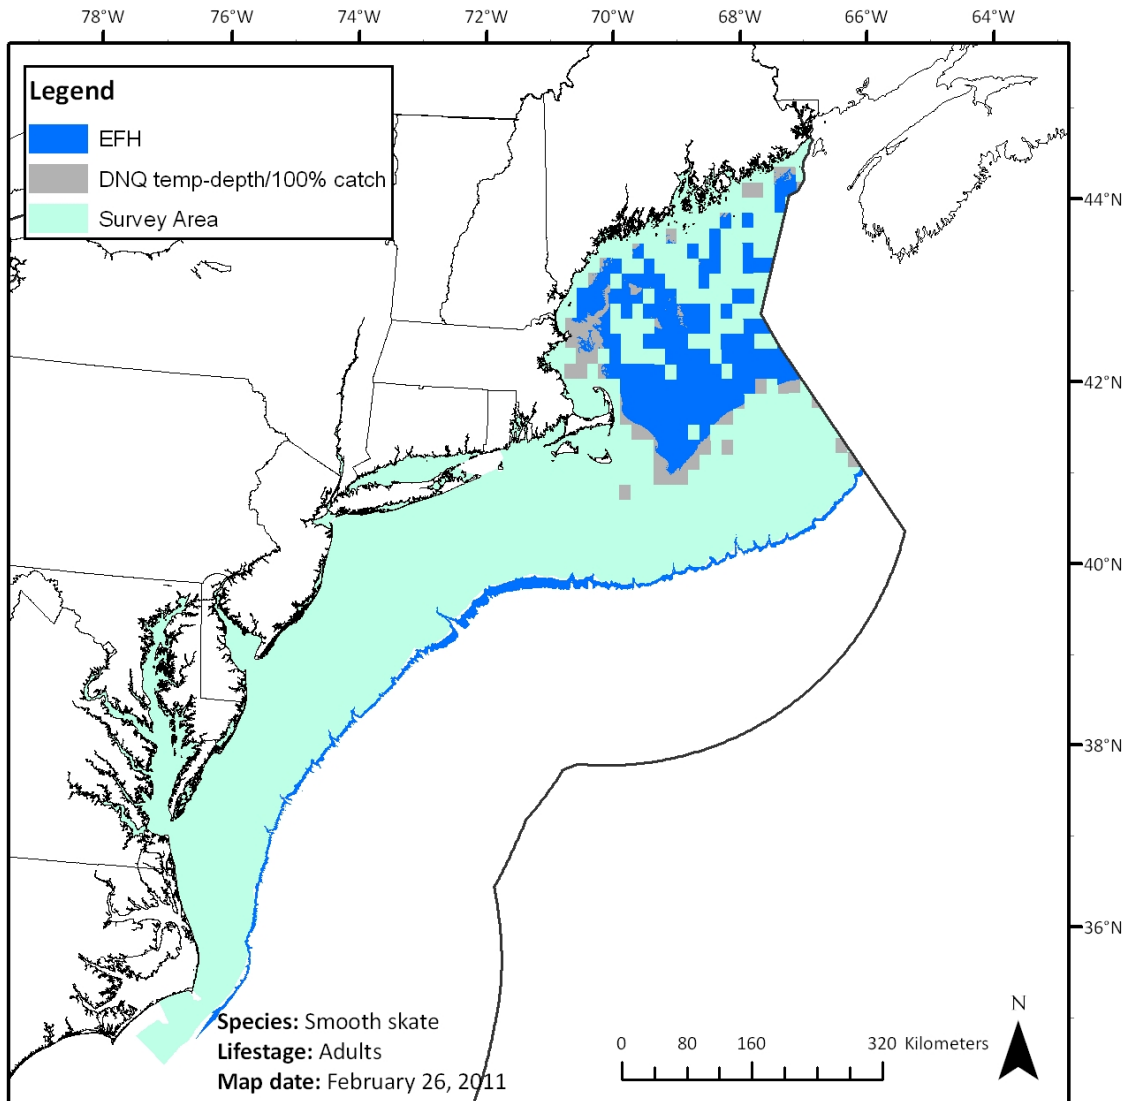 78°W 76°W 74°W 72°W 70°W 68°W 66°W 64°W
Legend
EFH
DNQ temp-depth/100% catch
Survey Area
44°N
42°N
40°N
38°N
36°N
N
Species: Smooth skate
Lifestage: Adults
Map date: February 26, 2011
0 80 160 320 Kilometers